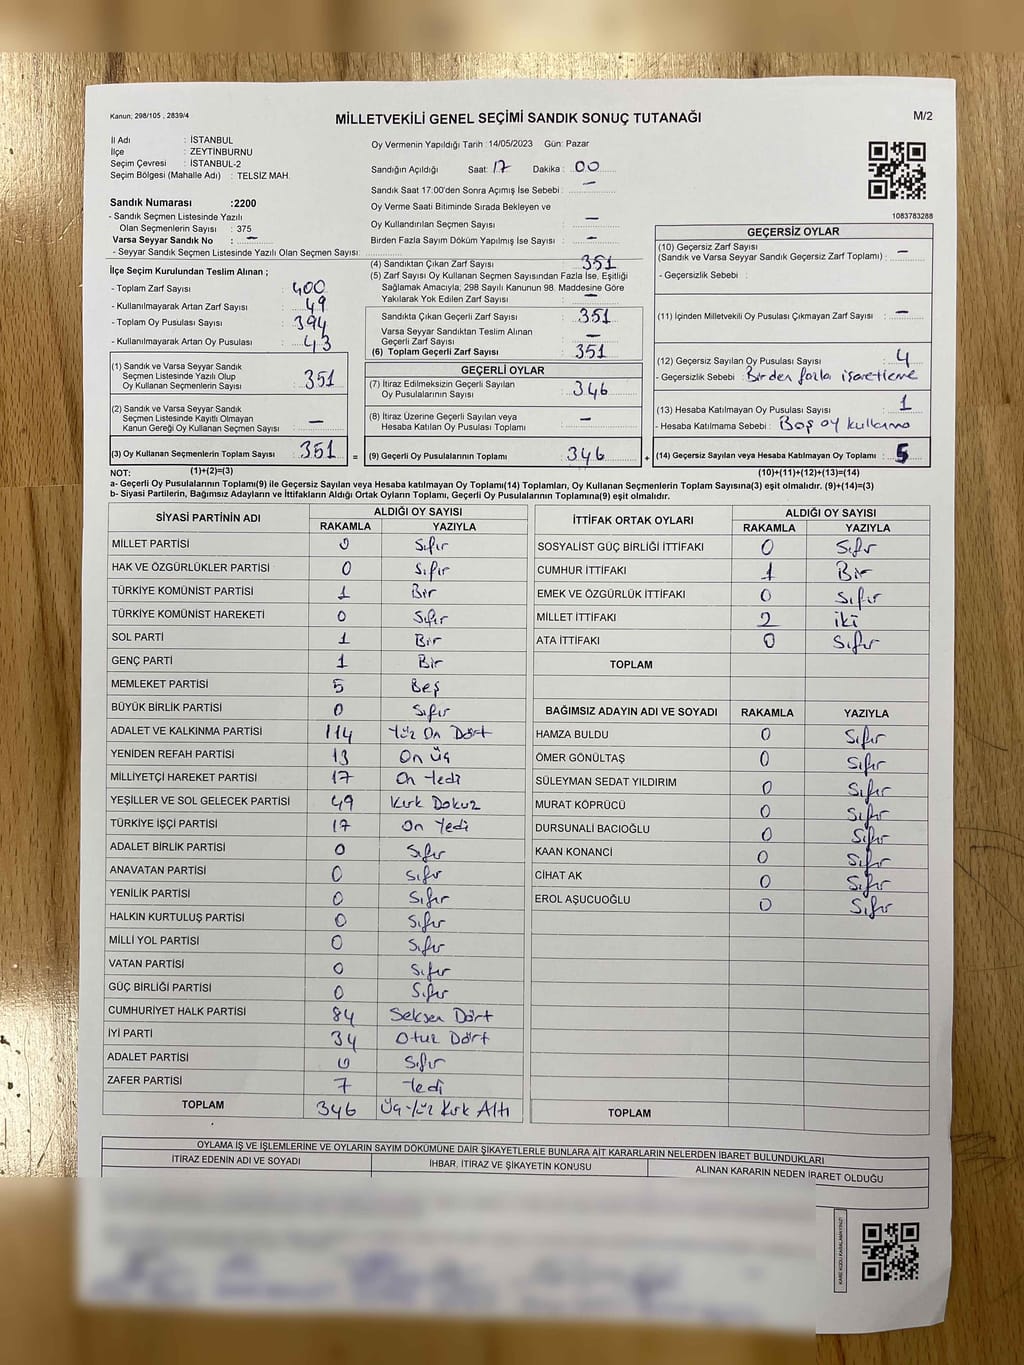 Kanun: 298/105 , 2839/4
MİLLETVEKİLİ GENEL SEÇİMİ SANDIK SONUÇ TUTANAĞI
M/2
İl Adı : İSTANBUL
İlçe : ZEYTİNBURNU
Seçim Çevresi : İSTANBUL-2
Seçim Bölgesi (Mahalle Adı) : TELSİZ MAH.
Sandık Numarası :2200
- Sandık Seçmen Listesinde Yazılı
Olan Seçmenlerin Sayısı : 375
Varsa Seyyar Sandık No : —
- Seyyar Sandık Seçmen Listesinde Yazılı Olan Seçmen Sayısı:
Oy Vermenin Yapıldığı Tarih : 14/05/2023 Gün: Pazar
Sandığın Açıldığı Saat: 17 Dakika : 00
Sandık Saat 17:00'den Sonra Açımış İse Sebebi : —
Oy Verme Saati Bitiminde Sırada Bekleyen ve
Oy Kullandırılan Seçmen Sayısı —
Birden Fazla Sayım Döküm Yapılmış İse Sayısı : —
1083783288
İlçe Seçim Kurulundan Teslim Alınan ;
- Toplam Zarf Sayısı : 400
- Kullanılmayarak Artan Zarf Sayısı : 49
- Toplam Oy Pusulası Sayısı : 394
- Kullanılmayarak Artan Oy Pusulası : 43
(1) Sandık ve Varsa Seyyar Sandık
Seçmen Listesinde Yazılı Olup
Oy Kullanan Seçmenlerin Sayısı : 351
(2) Sandık ve Varsa Seyyar Sandık
Seçmen Listesinde Kayıtlı Olmayan
Kanun Gereği Oy Kullanan Seçmen Sayısı : —
(3) Oy Kullanan Seçmenlerin Toplam Sayısı : 351 =
(4) Sandıktan Çıkan Zarf Sayısı : 351
(5) Zarf Sayısı Oy Kullanan Seçmen Sayısından Fazla İse, Eşitliği
Sağlamak Amacıyla; 298 Sayılı Kanunun 98. Maddesine Göre
Yakılarak Yok Edilen Zarf Sayısı : —
Sandıkta Çıkan Geçerli Zarf Sayısı : 351
Varsa Seyyar Sandıktan Teslim Alınan
Geçerli Zarf Sayısı : —
(6) Toplam Geçerli Zarf Sayısı : 351
GEÇERLİ OYLAR
(7) İtiraz Edilmeksizin Geçerli Sayılan
Oy Pusulalarının Sayısı : 346
(8) İtiraz Üzerine Geçerli Sayılan veya
Hesaba Katılan Oy Pusulası Toplamı : —
(9) Geçerli Oy Pusulalarının Toplamı : 346 +
GEÇERSİZ OYLAR
(10) Geçersiz Zarf Sayısı
(Sandık ve Varsa Seyyar Sandık Geçersiz Zarf Toplamı) : —
- Geçersizlik Sebebi :
(11) İçinden Milletvekili Oy Pusulası Çıkmayan Zarf Sayısı : —
(12) Geçersiz Sayılan Oy Pusulası Sayısı : 4
- Geçersizlik Sebebi : Birden fazla işaretleme
(13) Hesaba Katılmayan Oy Pusulası Sayısı : 1
- Hesaba Katılmama Sebebi : Boş oy kullanma
(14) Geçersiz Sayılan veya Hesaba Katılmayan Oy Toplamı : 5
NOT: (1)+(2)=(3)
(10)+(11)+(12)+(13)=(14)
a- Geçerli Oy Pusulasının Toplamı(9) ile Geçersiz Sayılan veya Hesaba katılmayan Oy Toplamı(14) Toplamları, Oy Kullanan Seçmenlerin Toplam Sayısına(3) eşit olmalıdır. (9)+(14)=(3)
b- Siyasi Partilerin, Bağımsız Adayların ve İttifakların Aldığı Ortak Oyların Toplamı, Geçerli Oy Pusulalarının Toplamına(9) eşit olmalıdır.
SİYASİ PARTİNİN ADI
ALDIĞI OY SAYISI
RAKAMLA YAZIYLA
MİLLET PARTİSİ 0 Sıfır
HAK VE ÖZGÜRLÜKLER PARTİSİ 0 Sıfır
TÜRKİYE KOMÜNİST PARTİSİ 1 Bir
TÜRKİYE KOMÜNİST HAREKETİ 0 Sıfır
SOL PARTİ 1 Bir
GENÇ PARTİ 1 Bir
MEMLEKET PARTİSİ 5 Beş
BÜYÜK BİRLİK PARTİSİ 0 Sıfır
ADALET VE KALKINMA PARTİSİ 114 Yüz On Dört
YENİDEN REFAH PARTİSİ 13 On üç
MİLLİYETÇİ HAREKET PARTİSİ 17 On Yedi
YEŞİLLER VE SOL GELECEK PARTİSİ 49 Kırk Dokuz
TÜRKİYE İŞÇİ PARTİSİ 17 On Yedi
ADALET BİRLİK PARTİSİ 0 Sıfır
ANAVATAN PARTİSİ 0 Sıfır
YENİLİK PARTİSİ 0 Sıfır
HALKIN KURTULUŞ PARTİSİ 0 Sıfır
MİLLİ YOL PARTİSİ 0 Sıfır
VATAN PARTİSİ 0 Sıfır
GÜÇ BİRLİĞİ PARTİSİ 0 Sıfır
CUMHURİYET HALK PARTİSİ 84 Seksen Dört
İYİ PARTİ 34 Otuz Dört
ADALET PARTİSİ 0 Sıfır
ZAFER PARTİSİ 7 Yedi
TOPLAM 346 Üç Yüz Kırk Altı
İTTİFAK ORTAK OYLARI
ALDIĞI OY SAYISI
RAKAMLA YAZIYLA
SOSYALİST GÜÇ BİRLİĞİ İTTİFAKI 0 Sıfır
CUMHUR İTTİFAKI 1 Bir
EMEK VE ÖZGÜRLÜK İTTİFAKI 0 Sıfır
MİLLET İTTİFAKI 2 iki
ATA İTTİFAKI 0 Sıfır
TOPLAM
BAĞIMSIZ ADAYIN ADI VE SOYADI RAKAMLA YAZIYLA
HAMZA BULDU 0 Sıfır
ÖMER GÖNÜLTAŞ 0 Sıfır
SÜLEYMAN SEDAT YILDIRIM 0 Sıfır
MURAT KÖPRÜCÜ 0 Sıfır
DURSUNALİ BACIOĞLU 0 Sıfır
KAAN KONANCİ 0 Sıfır
CİHAT AK 0 Sıfır
EROL AŞUCUOĞLU 0 Sıfır
TOPLAM
OYLAMA İŞ VE İŞLEMLERİNE VE OYLARIN SAYIM DÖKÜMÜNE DAİR ŞİKAYETLERLE BUNLARA AİT KARARLARIN NELERDEN İBARET BULUNDUKLARI
İTİRAZ EDENİN ADI VE SOYADI
İHBAR, İTİRAZ VE ŞİKAYETİN KONUSU
ALINAN KARARIN NEDEN İBARET OLDUĞU
KARE KODU KARALAMAYINIZ!